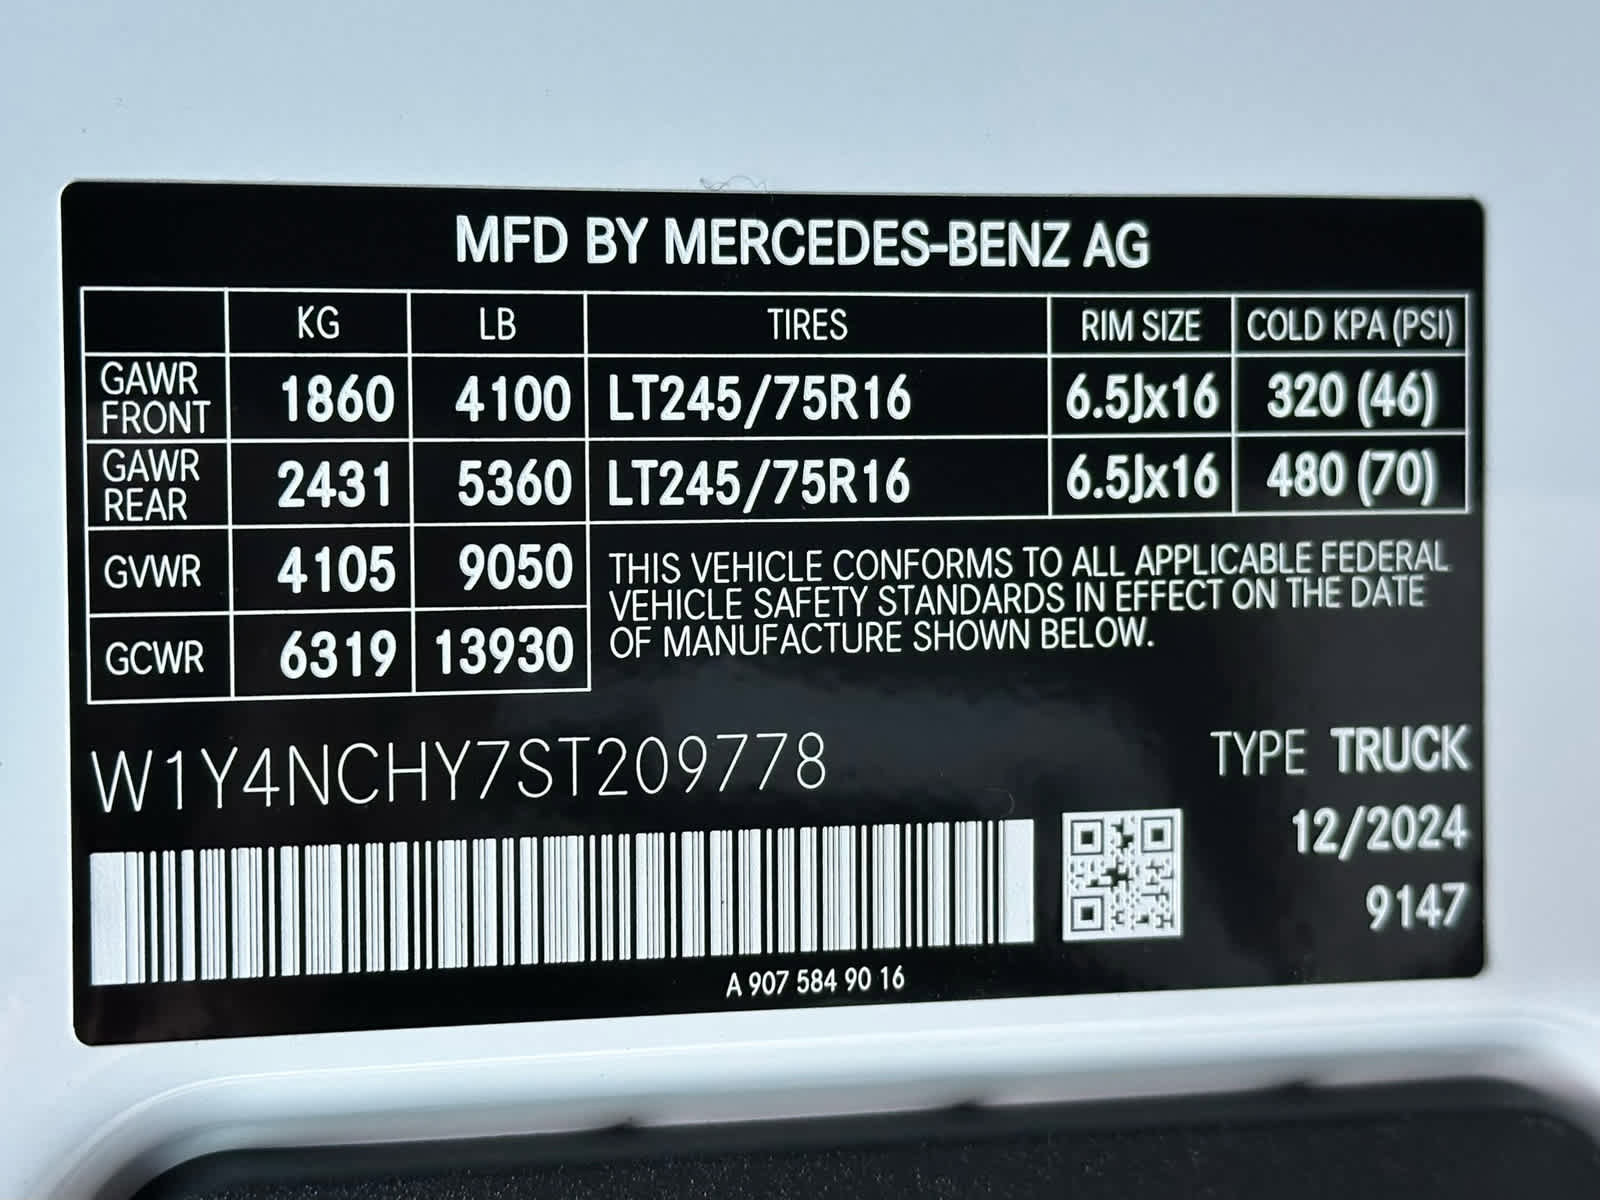 MFD BY MERCEDES-BENZ AG
KG LB TIRES RIM SIZE COLD KPA (PSI)
GAWR FRONT 1860 4100 LT245/75R16 6.5Jx16 320 (46)
GAWR REAR 2431 5360 LT245/75R16 6.5Jx16 480 (70)
GVWR 4105 9050
GCWR 6319 13930
THIS VEHICLE CONFORMS TO ALL APPLICABLE FEDERAL
VEHICLE SAFETY STANDARDS IN EFFECT ON THE DATE
OF MANUFACTURE SHOWN BELOW.
W1Y4NCHY7ST209778
TYPE TRUCK
12/2024
9147
A 907 584 90 16